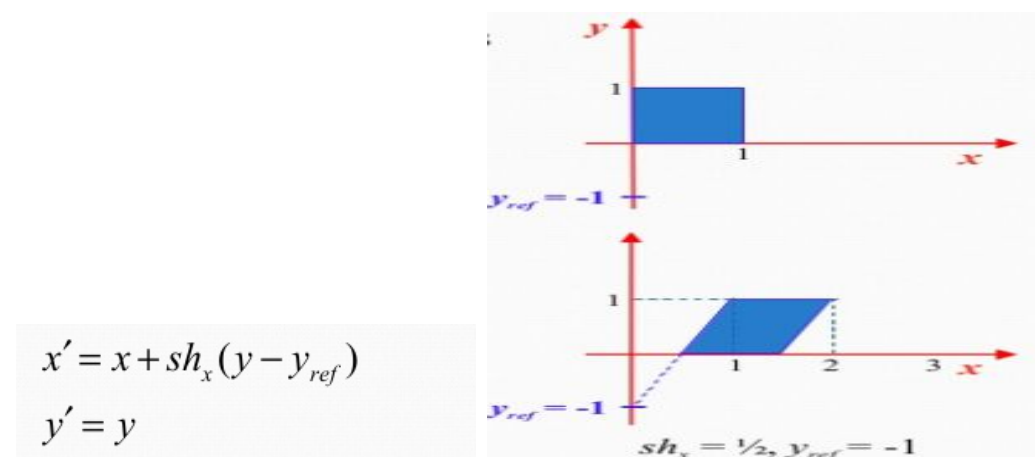 y
1
1
x
y_ref = -1
1
1
2
3
x
y_ref = -1
sh_x = ½, y_ref = -1
x′ = x + sh_x(y − y_ref)
y′ = y